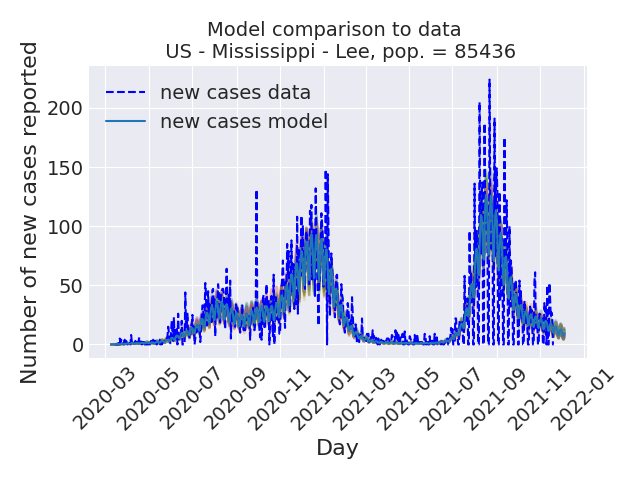 Model comparison to data
US - Mississippi - Lee, pop. = 85436
Number of new cases reported
new cases data
new cases model
200
150
100
50
0
2020-03
2020-05
2020-07
2020-09
2020-11
2021-01
2021-03
2021-05
2021-07
2021-09
2021-11
2022-01
Day